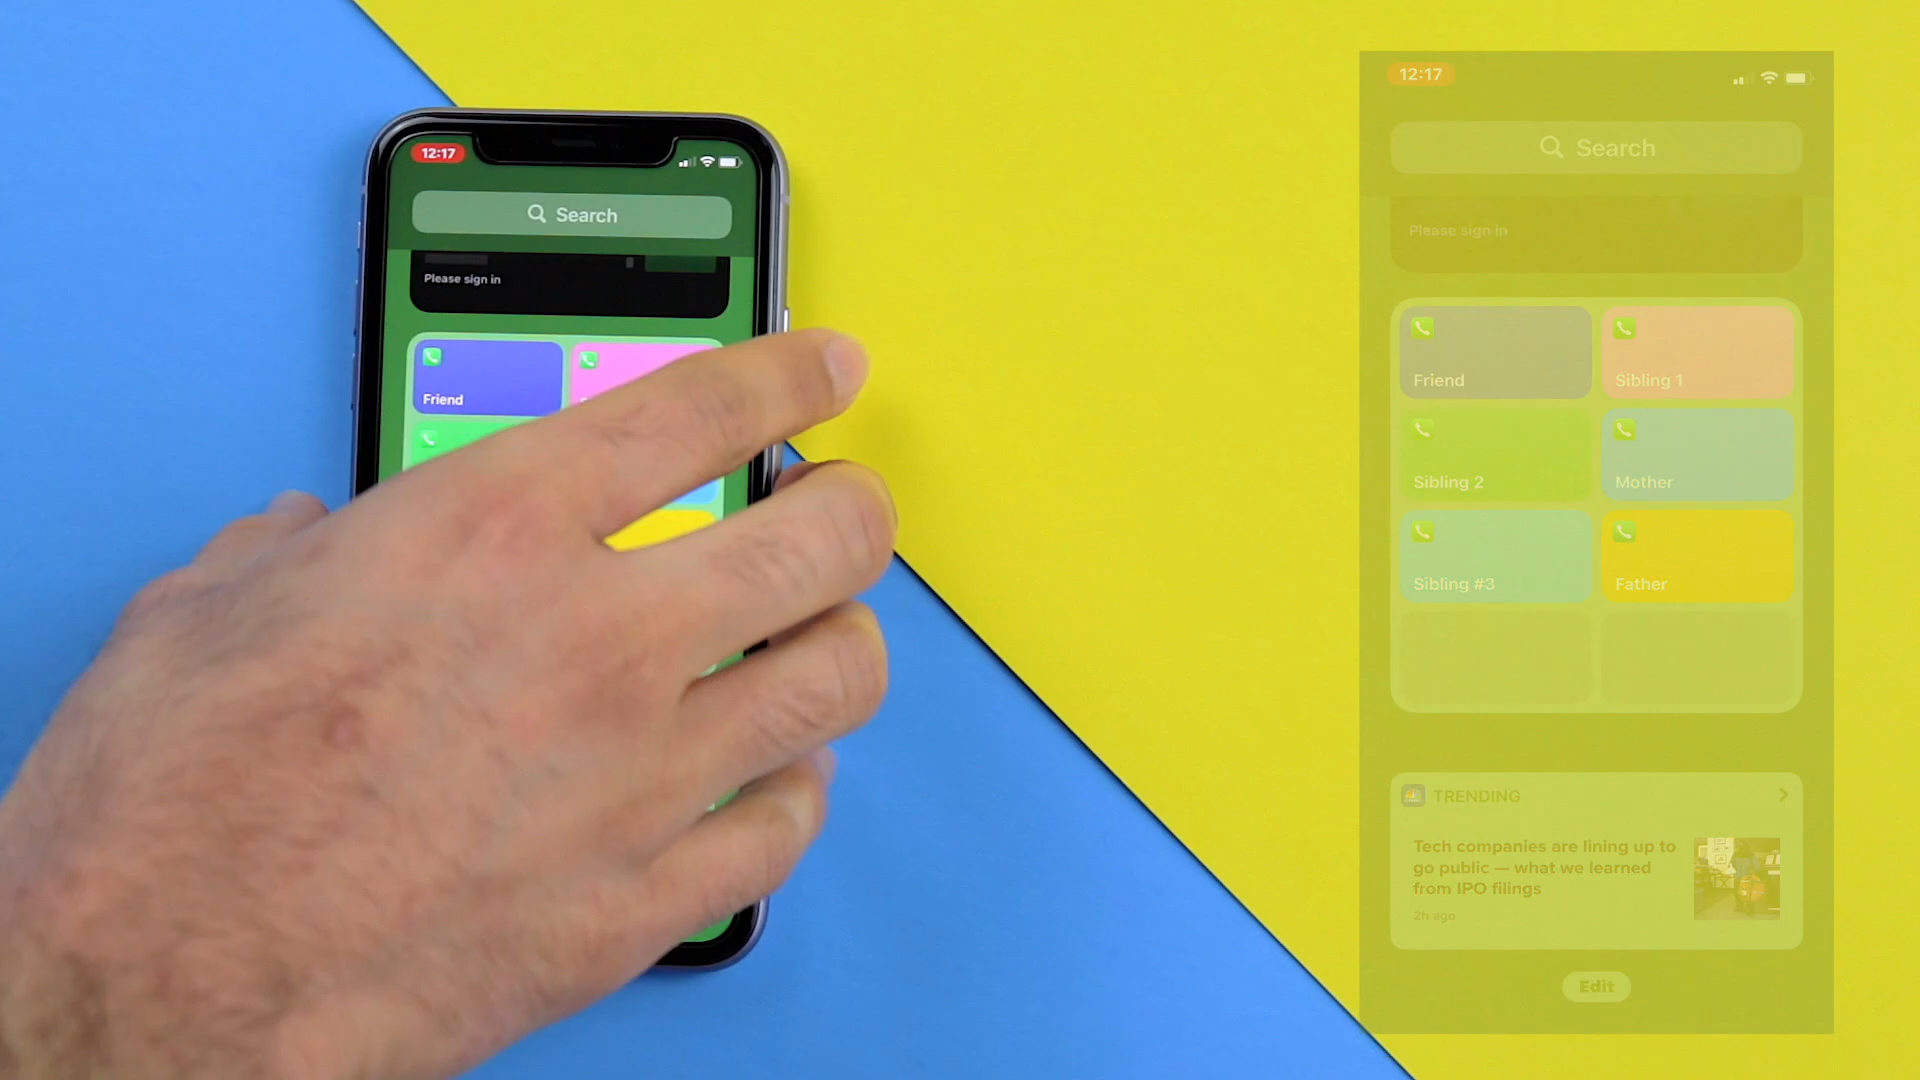 12:17
Search
Please sign in
Friend
12:17
Search
Please sign in
Friend
Sibling 1
Sibling 2
Mother
Sibling #3
Father
TRENDING
Tech companies are lining up to
go public — what we learned
from IPO filings
2h ago
Edit